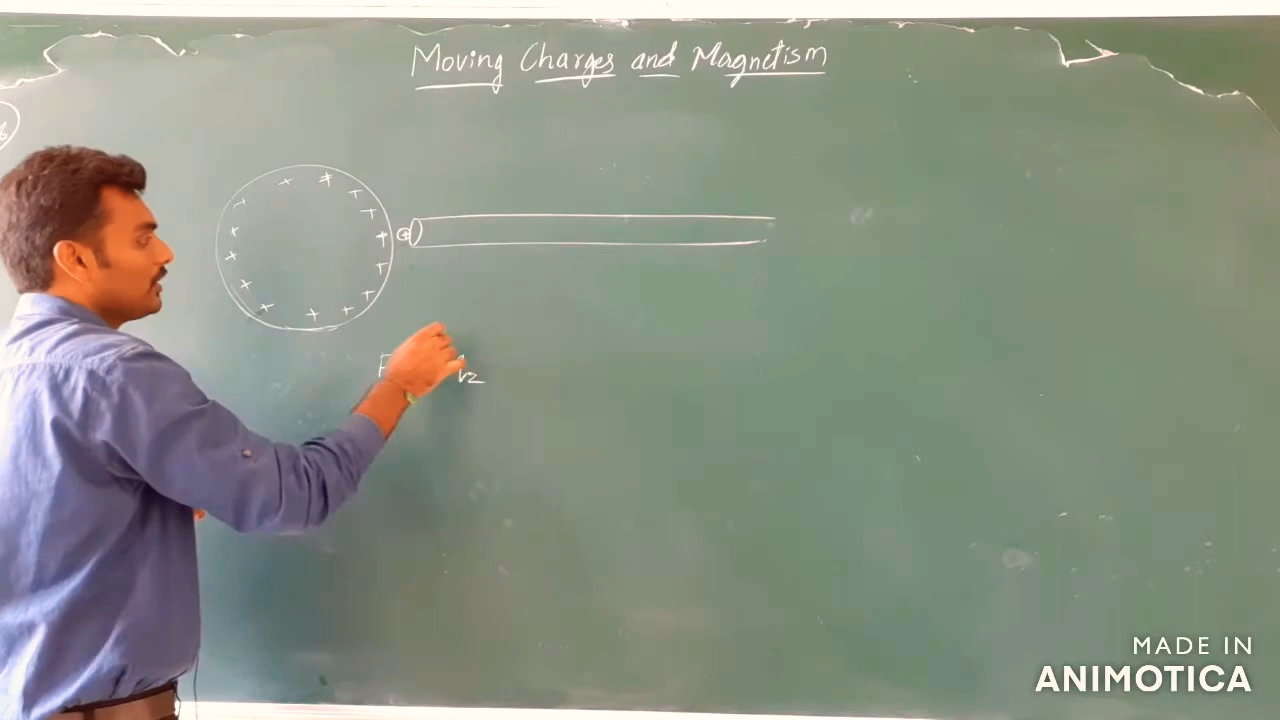 Moving Charges and Magnetism
+ + + + + + + + + + + + + + +
+
F
MADE IN
ANIMOTICA